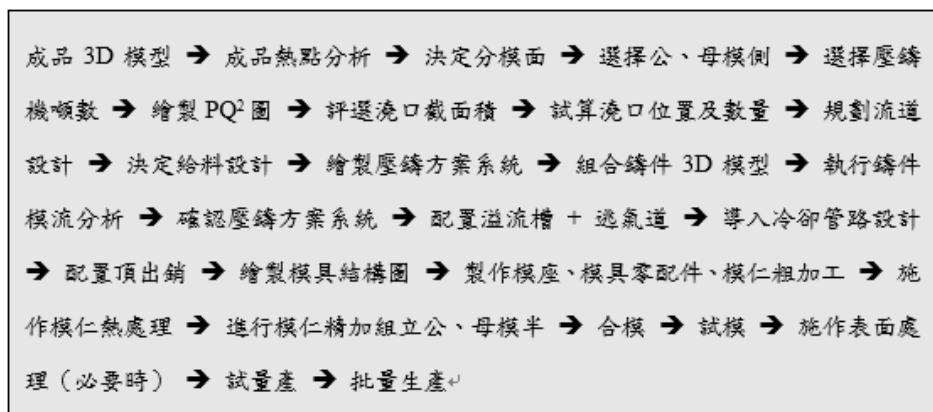 成品 3D 模型 ➔ 成品熱點分析 ➔ 決定分模面 ➔ 選擇公、母模側 ➔ 選擇壓鑄
機噸數 ➔ 繪製 PQ² 圖 ➔ 評選澆口截面積 ➔ 試算澆口位置及數量 ➔ 規劃流道
設計 ➔ 決定給料設計 ➔ 繪製壓鑄方案系統 ➔ 組合鑄件 3D 模型 ➔ 執行鑄件
模流分析 ➔ 確認壓鑄方案系統 ➔ 配置溢流槽 + 逃氣道 ➔ 導入冷卻管路設計
➔ 配置頂出銷 ➔ 繪製模具結構圖 ➔ 製作模座、模具零配件、模仁粗加工 ➔ 施
作模仁熱處理 ➔ 進行模仁精加組立公、母模半 ➔ 合模 ➔ 試模 ➔ 施作表面處
理（必要時） ➔ 試量產 ➔ 批量生產↵